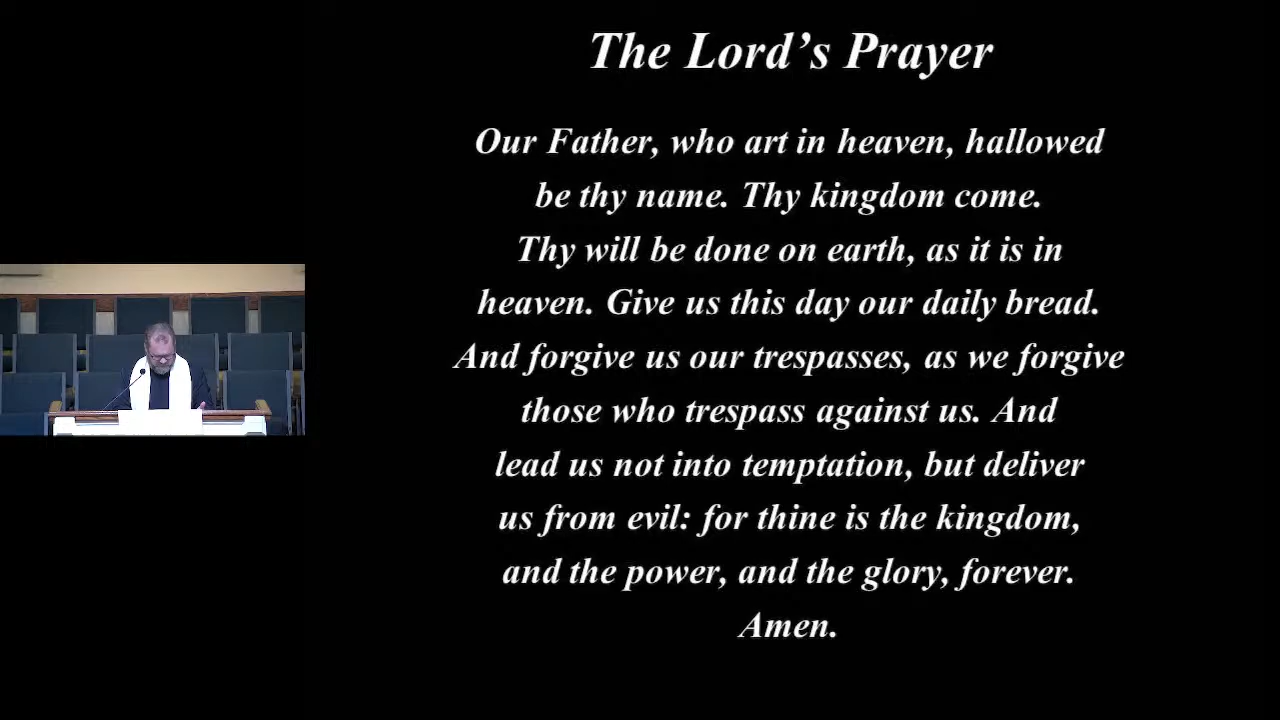 The Lord’s Prayer
Our Father, who art in heaven, hallowed
be thy name. Thy kingdom come.
Thy will be done on earth, as it is in
heaven. Give us this day our daily bread.
And forgive us our trespasses, as we forgive
those who trespass against us. And
lead us not into temptation, but deliver
us from evil: for thine is the kingdom,
and the power, and the glory, forever.
Amen.